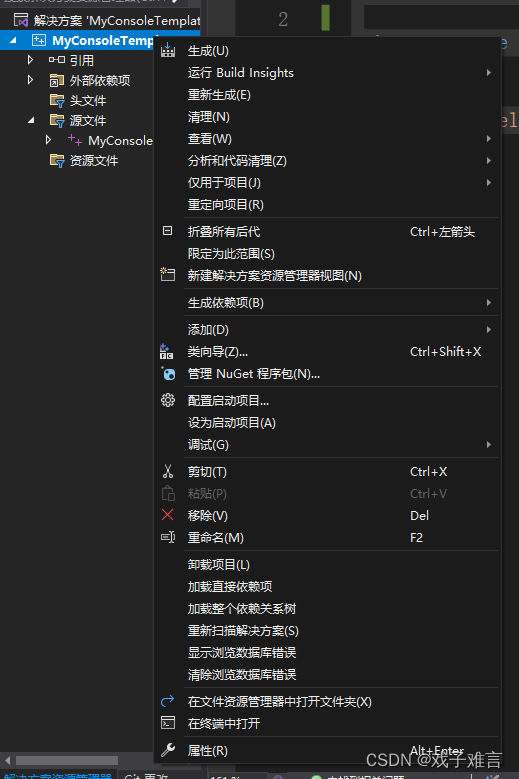 解决方案 'MyConsoleTemplat
MyConsoleTemp
引用
外部依赖项
头文件
源文件
MyConsole
资源文件
2
生成(U)
运行 Build Insights
重新生成(E)
清理(N)
查看(W)
分析和代码清理(Z)
仅用于项目(J)
重定向项目(R)
折叠所有后代 Ctrl+左箭头
限定为此范围(S)
新建解决方案资源管理器视图(N)
生成依赖项(B)
添加(D)
类向导(Z)... Ctrl+Shift+X
管理 NuGet 程序包(N)...
配置启动项目...
设为启动项目(A)
调试(G)
剪切(T) Ctrl+X
粘贴(P) Ctrl+V
移除(V) Del
重命名(M) F2
卸载项目(L)
加载直接依赖项
加载整个依赖关系树
重新扫描解决方案(S)
显示浏览数据库错误
清除浏览数据库错误
在文件资源管理器中打开文件夹(X)
在终端中打开
属性(R) Alt+Enter
CSDN @戏子难言
解决方案资源管理器 Git 更改
161 % 未找到相关问题